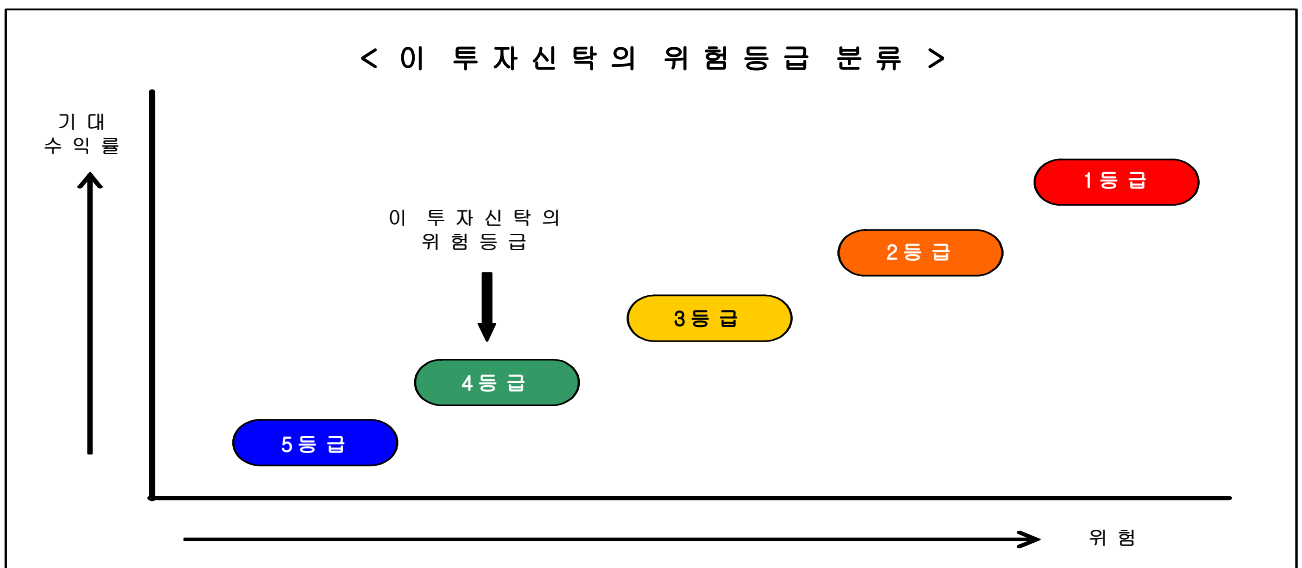 < 이 투자신탁의 위험등급 분류 >
기대
수익률
1등급
이 투자신탁의
위험등급
2등급
3등급
4등급
5등급
위험